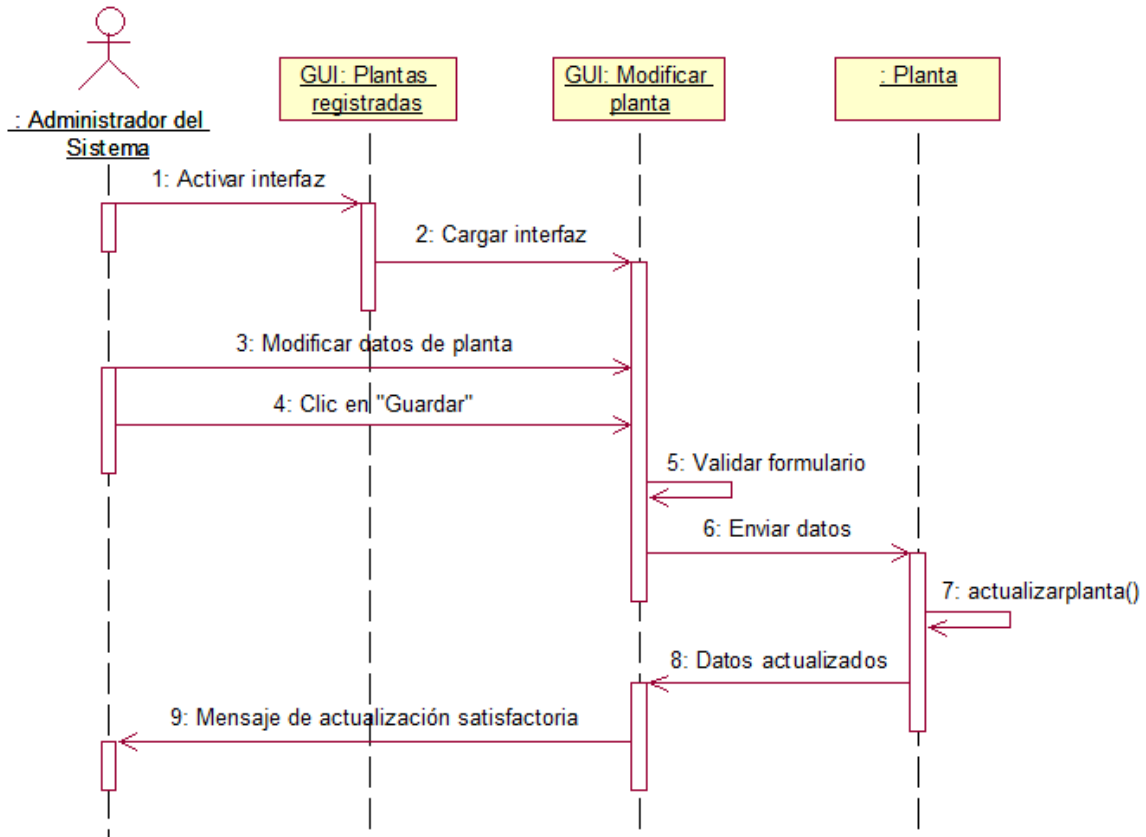 GUI: Plantas
registradas
GUI: Modificar
planta
: Planta
: Administrador del
Sistema
1: Activar interfaz
2: Cargar interfaz
3: Modificar datos de planta
4: Clic en "Guardar"
5: Validar formulario
6: Enviar datos
7: actualizarplanta()
8: Datos actualizados
9: Mensaje de actualización satisfactoria